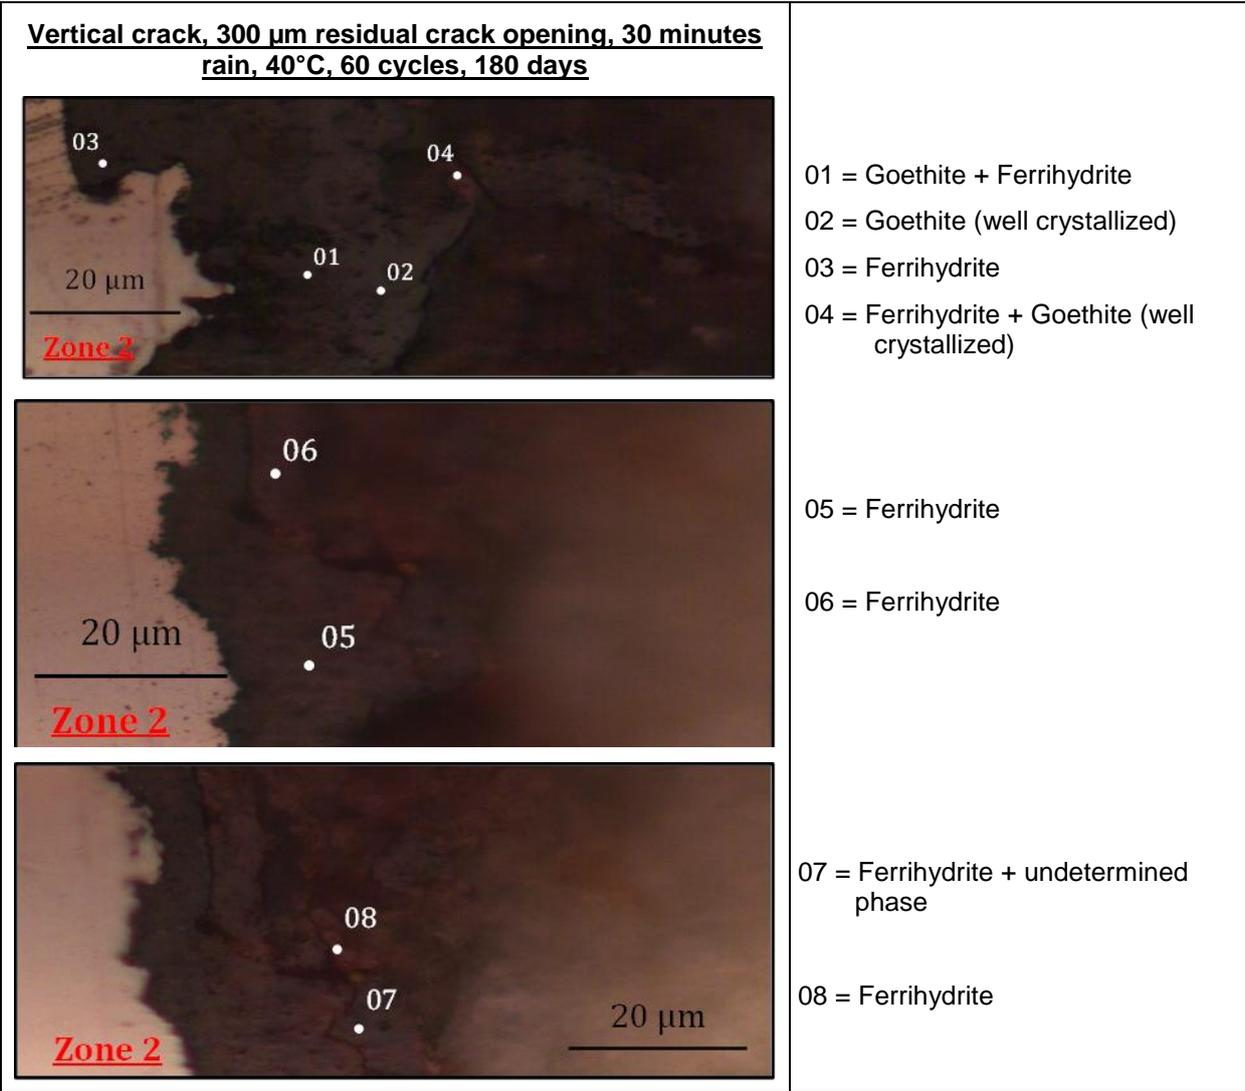 Vertical crack, 300 µm residual crack opening, 30 minutes
rain, 40°C, 60 cycles, 180 days
03
04
01
02
20 µm
Zone 2
01 = Goethite + Ferrihydrite
02 = Goethite (well crystallized)
03 = Ferrihydrite
04 = Ferrihydrite + Goethite (well
crystallized)
06
20 µm
05
Zone 2
05 = Ferrihydrite
06 = Ferrihydrite
08
07
20 µm
Zone 2
07 = Ferrihydrite + undetermined
phase
08 = Ferrihydrite